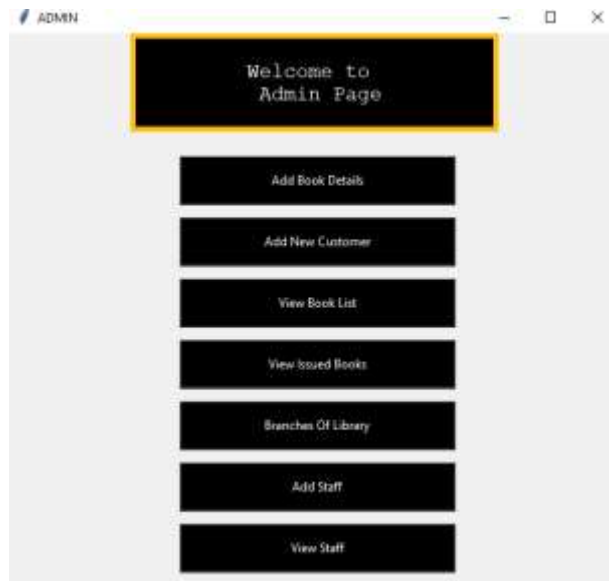 ADMIN
Welcome to
Admin Page
Add Book Details
Add New Customer
View Book List
View Issued Books
Branches Of Library
Add Staff
View Staff